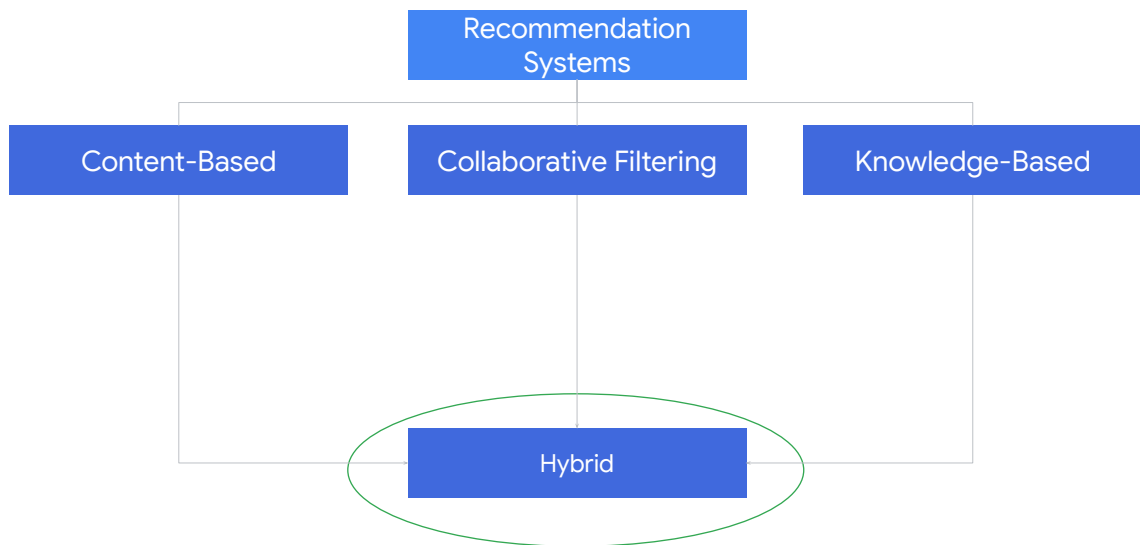 Recommendation
Systems
Content-Based
Collaborative Filtering
Knowledge-Based
Hybrid